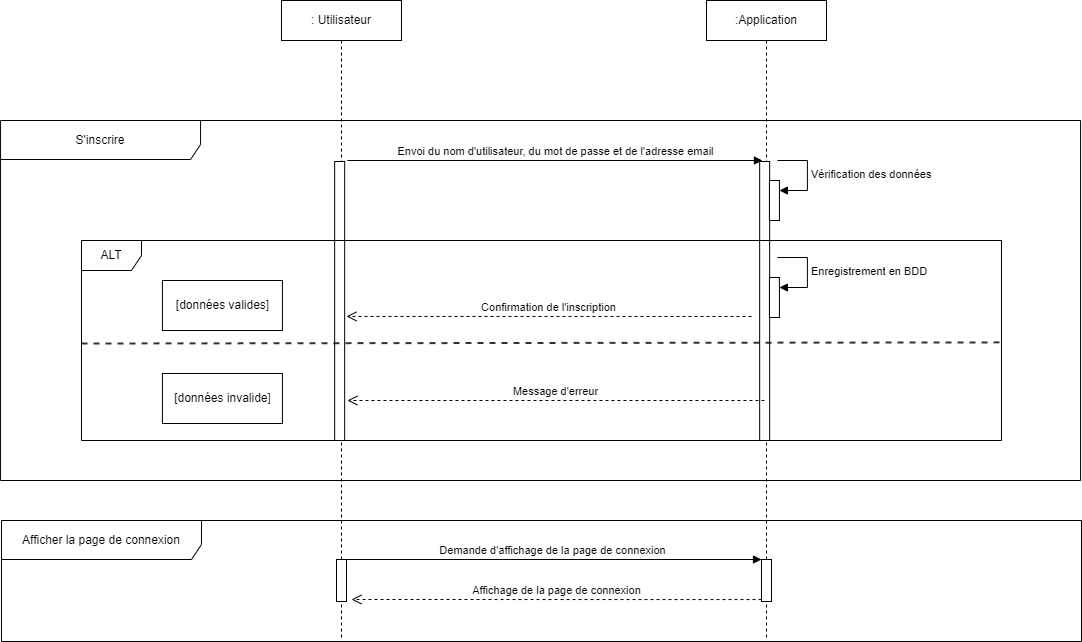 : Utilisateur
:Application
S'inscrire
Envoi du nom d'utilisateur, du mot de passe et de l'adresse email
Vérification des données
ALT
Enregistrement en BDD
[données valides]
Confirmation de l'inscription
Message d'erreur
[données invalide]
Afficher la page de connexion
Demande d'affichage de la page de connexion
Affichage de la page de connexion